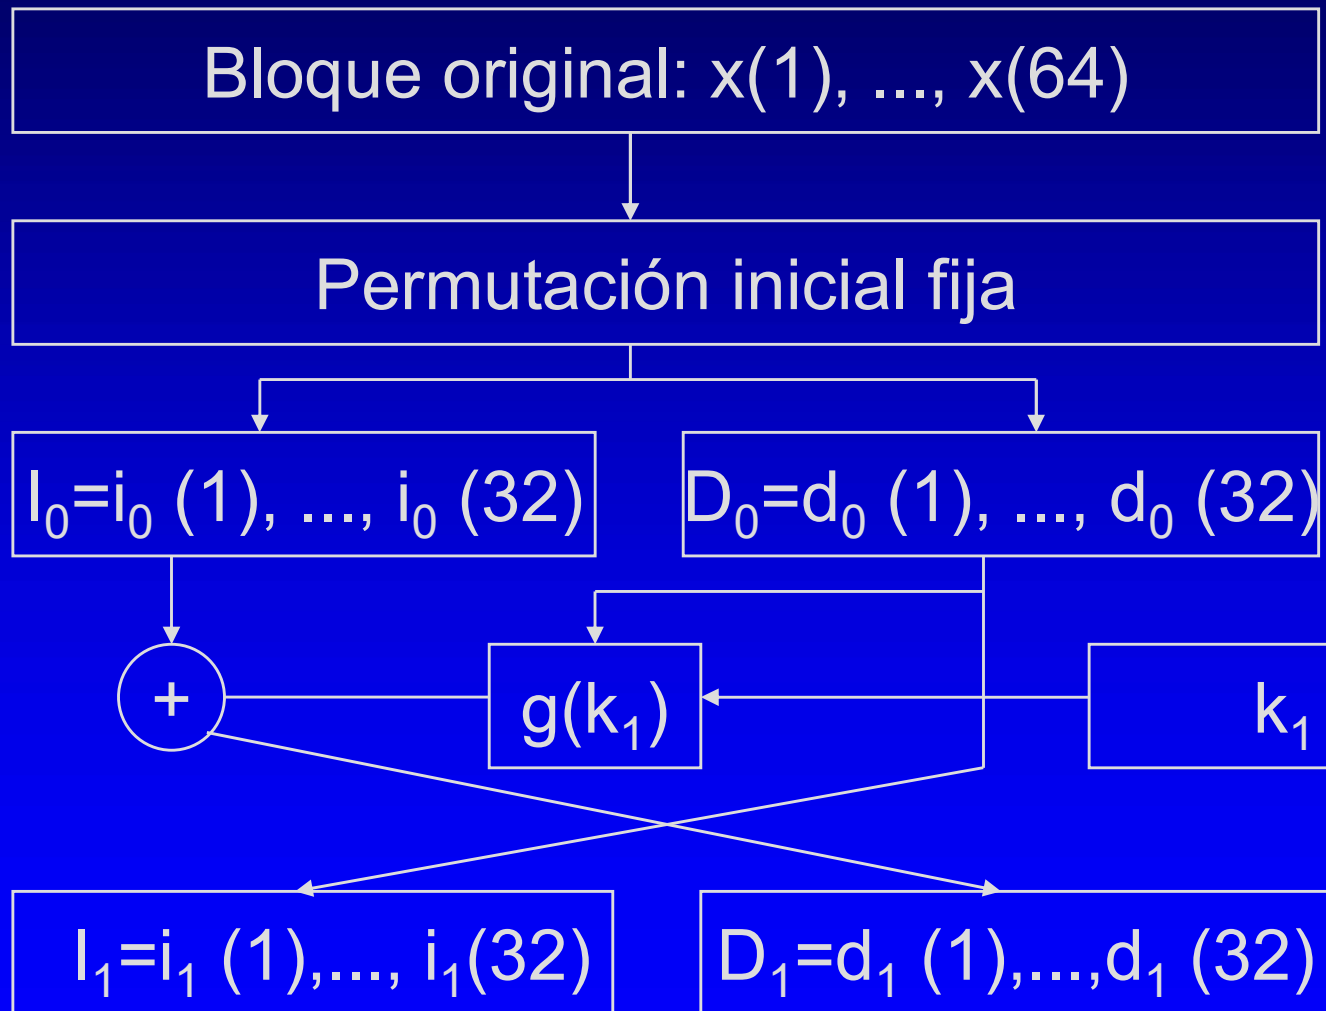 Bloque original: x(1), ..., x(64)
Permutación inicial fija
I₀=i₀ (1), ..., i₀ (32)
D₀=d₀ (1), ..., d₀ (32)
+
g(k₁)
k₁
I₁=i₁ (1),..., i₁(32)
D₁=d₁ (1),...,d₁ (32)